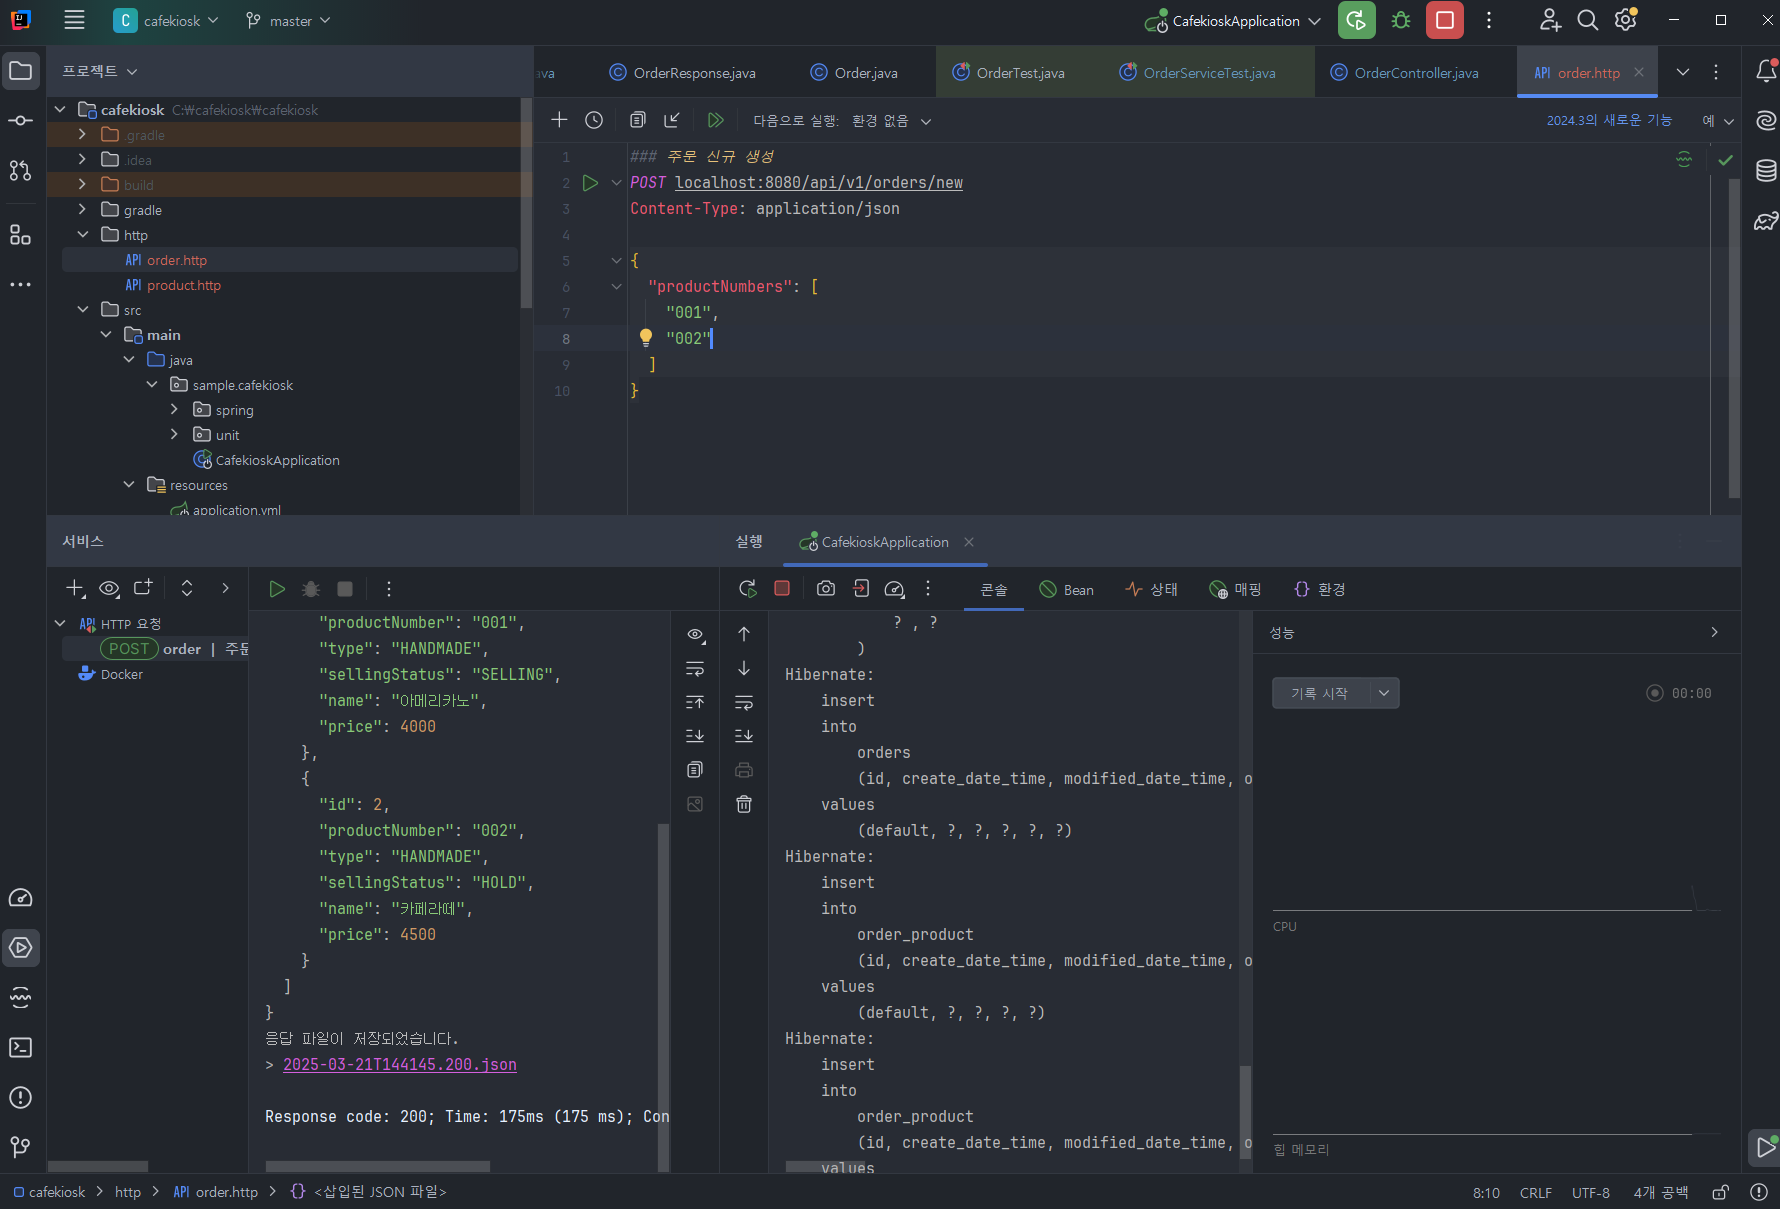 C cafekiosk master CafekioskApplication
프로젝트
ava OrderResponse.java Order.java OrderTest.java OrderServiceTest.java OrderController.java API order.http
cafekiosk C:₩cafekiosk₩cafekiosk
.gradle
.idea
build
gradle
http
API order.http
API product.http
src
main
java
sample.cafekiosk
spring
unit
CafekioskApplication
resources
application.yml
다음으로 실행: 환경 없음 2024.3의 새로운 기능 예
1 ### 주문 신규 생성
2 POST localhost:8080/api/v1/orders/new
3 Content-Type: application/json
4
5 {
6 "productNumbers": [
7 "001",
8 "002"
9 ]
10 }
서비스
HTTP 요청
POST order | 주문
Docker
"productNumber": "001",
"type": "HANDMADE",
"sellingStatus": "SELLING",
"name": "아메리카노",
"price": 4000
},
{
"id": 2,
"productNumber": "002",
"type": "HANDMADE",
"sellingStatus": "HOLD",
"name": "카페라떼",
"price": 4500
}
]
}
응답 파일이 저장되었습니다.
> 2025-03-21T144145.200.json
Response code: 200; Time: 175ms (175 ms); Con
실행 CafekioskApplication
콘솔 Bean 상태 매핑 환경
? , ?
)
Hibernate:
insert
into
orders
(id, create_date_time, modified_date_time, o
values
(default, ?, ?, ?, ?, ?)
Hibernate:
insert
into
order_product
(id, create_date_time, modified_date_time, o
values
(default, ?, ?, ?, ?)
Hibernate:
insert
into
order_product
(id, create_date_time, modified_date_time, o
values
성능
기록 시작 00:00
CPU
힙 메모리
cafekiosk > http > API order.http > {} <삽입된 JSON 파일>
8:10 CRLF UTF-8 4개 공백